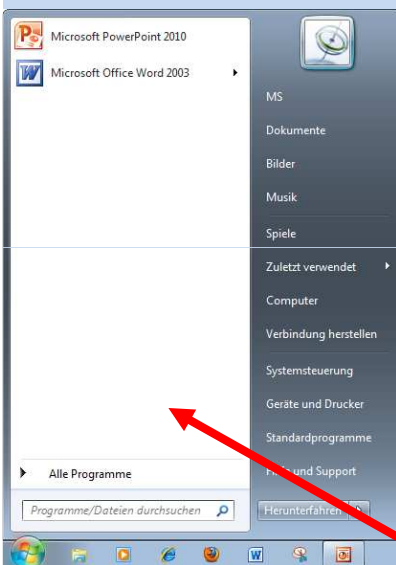 Microsoft PowerPoint 2010
Microsoft Office Word 2003
Alle Programme
Programme/Dateien durchsuchen
MS
Dokumente
Bilder
Musik
Spiele
Zuletzt verwendet
Computer
Verbindung herstellen
Systemsteuerung
Geräte und Drucker
Standardprogramme
Hilfe und Support
Herunterfahren